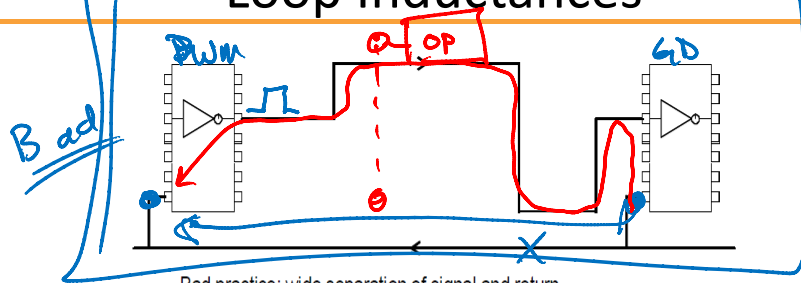 Loop Inductances
PWM
OP
GD
Bad
Bad practice: wide separation of signal and return